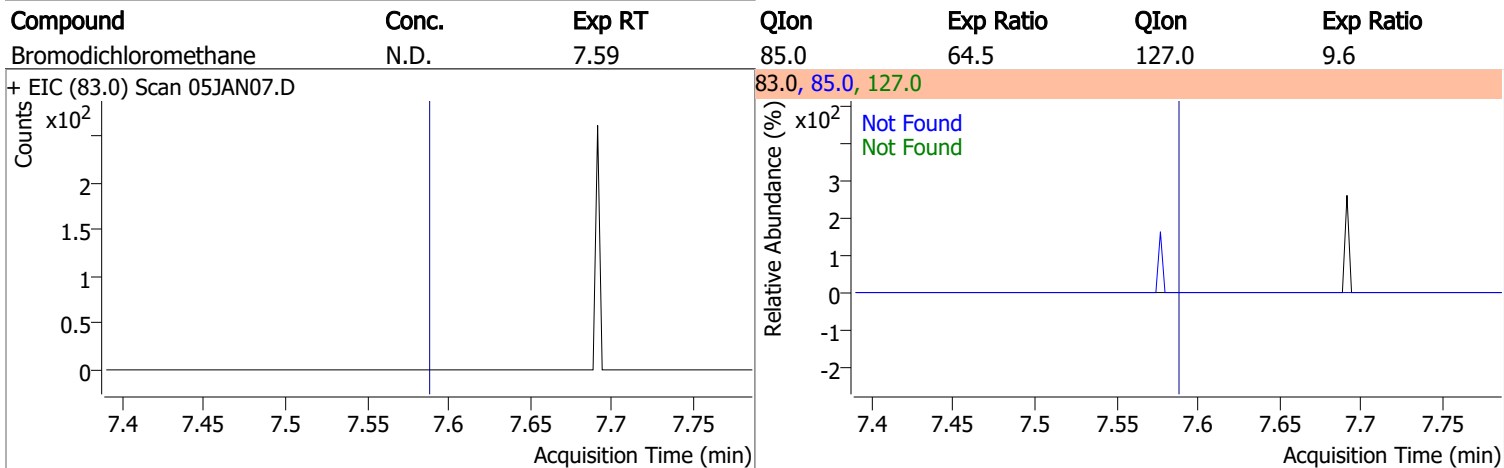 Compound Conc. Exp RT QIon Exp Ratio QIon Exp Ratio
Bromodichloromethane N.D. 7.59 85.0 64.5 127.0 9.6
+ EIC (83.0) Scan 05JAN07.D
Counts
x10²
2
1.5
1
0.5
0
7.4 7.45 7.5 7.55 7.6 7.65 7.7 7.75
Acquisition Time (min)
83.0, 85.0, 127.0
Relative Abundance (%)
x10²
Not Found
Not Found
3
2
1
0
-1
-2
7.4 7.45 7.5 7.55 7.6 7.65 7.7 7.75
Acquisition Time (min)